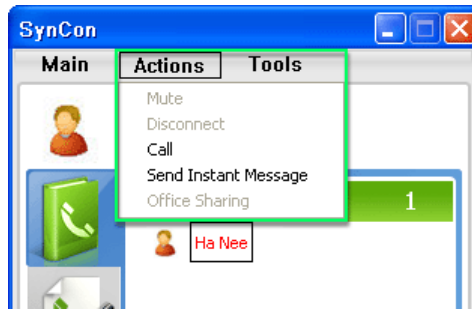 SynCon
Main Actions Tools
Mute
Disconnect
Call
Send Instant Message
Office Sharing
1
Ha Nee